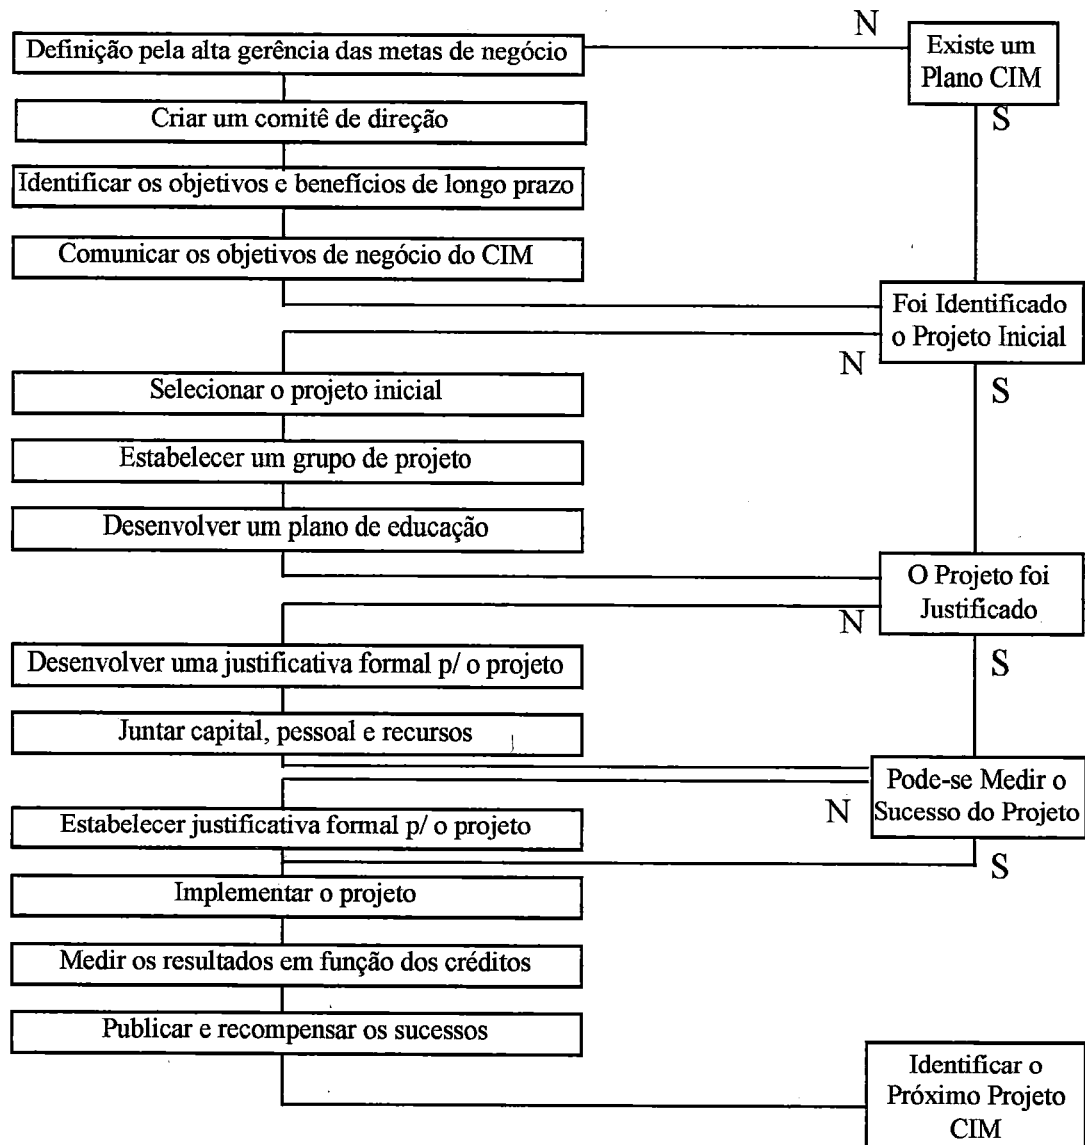 N
Definição pela alta gerência das metas de negócio
Existe um
Plano CIM
S
Criar um comitê de direção
Identificar os objetivos e benefícios de longo prazo
Comunicar os objetivos de negócio do CIM
Foi Identificado
o Projeto Inicial
N
S
Selecionar o projeto inicial
Estabelecer um grupo de projeto
Desenvolver um plano de educação
O Projeto foi
Justificado
N
S
Desenvolver uma justificativa formal p/ o projeto
Juntar capital, pessoal e recursos
Pode-se Medir o
Sucesso do Projeto
N
S
Estabelecer justificativa formal p/ o projeto
Implementar o projeto
Medir os resultados em função dos créditos
Publicar e recompensar os sucessos
Identificar o
Próximo Projeto
CIM